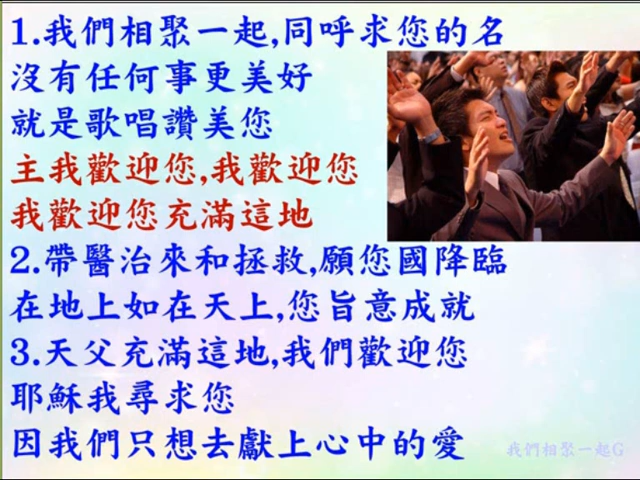 1.我們相聚一起,同呼求您的名
沒有任何事更美好
就是歌唱讚美您
主我歡迎您,我歡迎您
我歡迎您充滿這地
2.帶醫治來和拯救,願您國降臨
在地上如在天上,您旨意成就
3.天父充滿這地,我們歡迎您
耶穌我尋求您
因我們只想去獻上心中的愛
我們相聚一起G